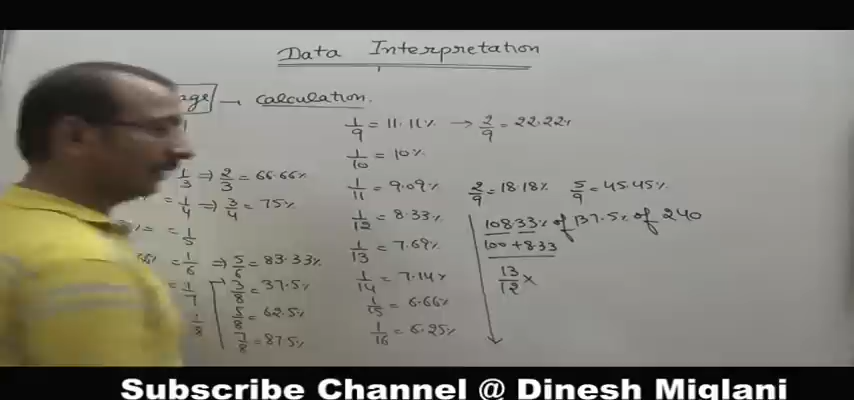 Data Interpretation
age → calculation.
1/9 = 11.11% → 2/9 = 22.22%
1/10 = 10%
1/3 ⇒ 2/3 = 66.66%
1/11 = 9.09% 2/9 = 18.18% 5/9 = 45.45%
= 1/4 ⇒ 3/4 = 75%
1/12 = 8.33%
= 1/5
1/13 = 7.69%
= 1/6 ⇒ 5/6 = 83.33%
1/14 = 7.14%
= 1/7 3/8 = 37.5%
1/15 = 6.66%
1/8 5/8 = 62.5%
1/16 = 6.25%
7/8 = 87.5%
108.33% of 137.5% of 240
100 + 8.33
13/12 ×
Subscribe Channel @ Dinesh Miglani